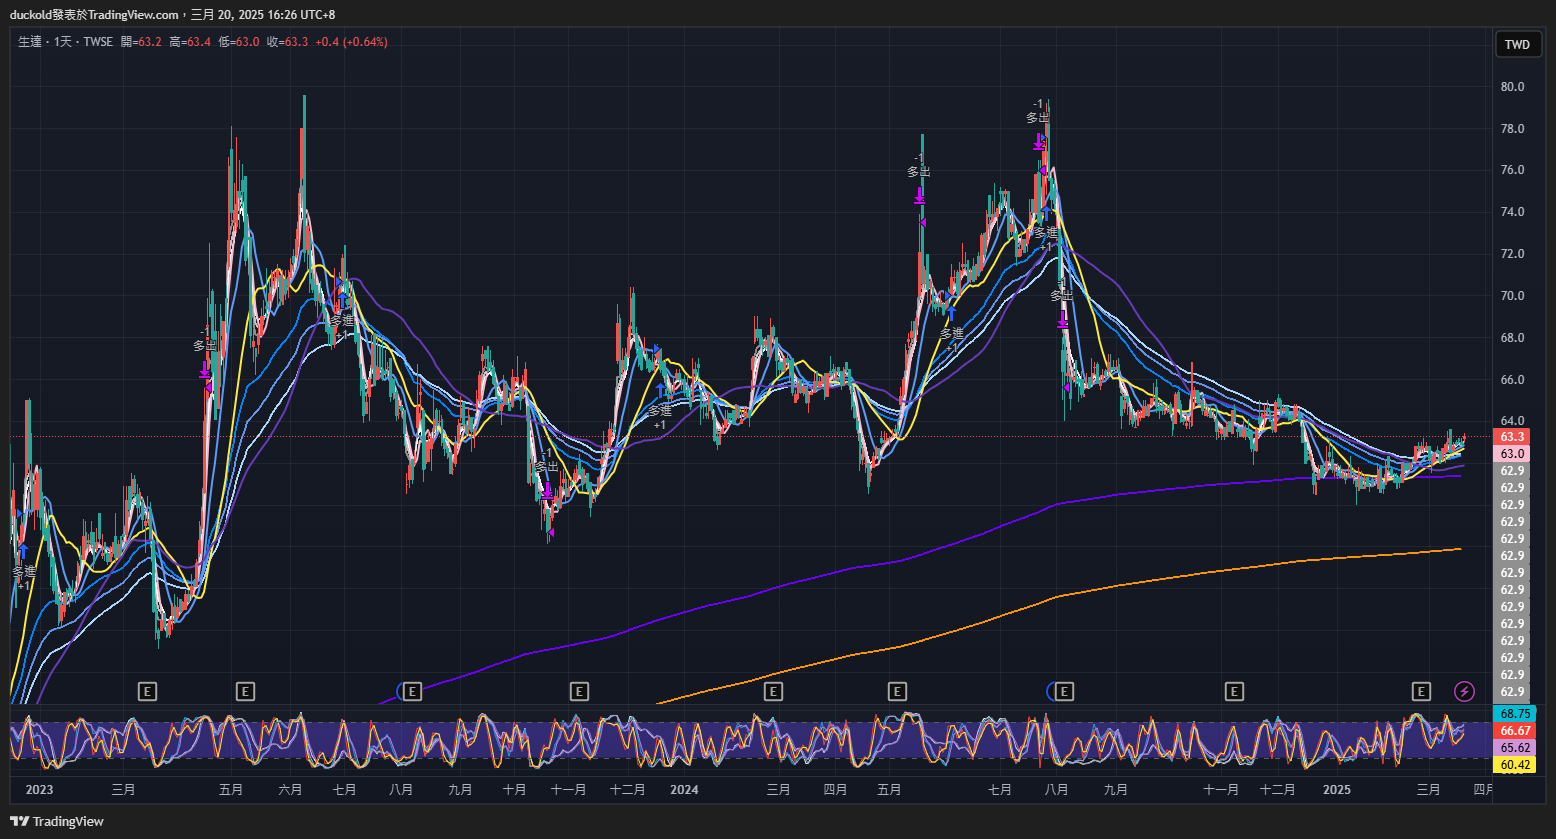 duckold發表於TradingView.com，三月 20, 2025 16:26 UTC+8
生達 · 1天 · TWSE 開=63.2 高=63.4 低=63.0 收=63.3 +0.4 (+0.64%)
TWD
80.0
78.0
76.0
74.0
72.0
70.0
68.0
66.0
64.0
63.3
63.0
62.9
62.9
62.9
62.9
62.9
62.9
62.9
62.9
62.9
62.9
62.9
62.9
62.9
62.9
-1
多出
-1
多出
-1
多出
多進
+1
多出
多進
+1
多進
+1
多進
+1
-1
多出
多進
+1
E
E
E
E
E
E
E
E
E
68.75
66.67
65.62
60.42
2023 三月 五月 六月 七月 八月 九月 十月 十一月 十二月 2024 三月 四月 五月 七月 八月 九月 十一月 十二月 2025 三月 四月
TradingView